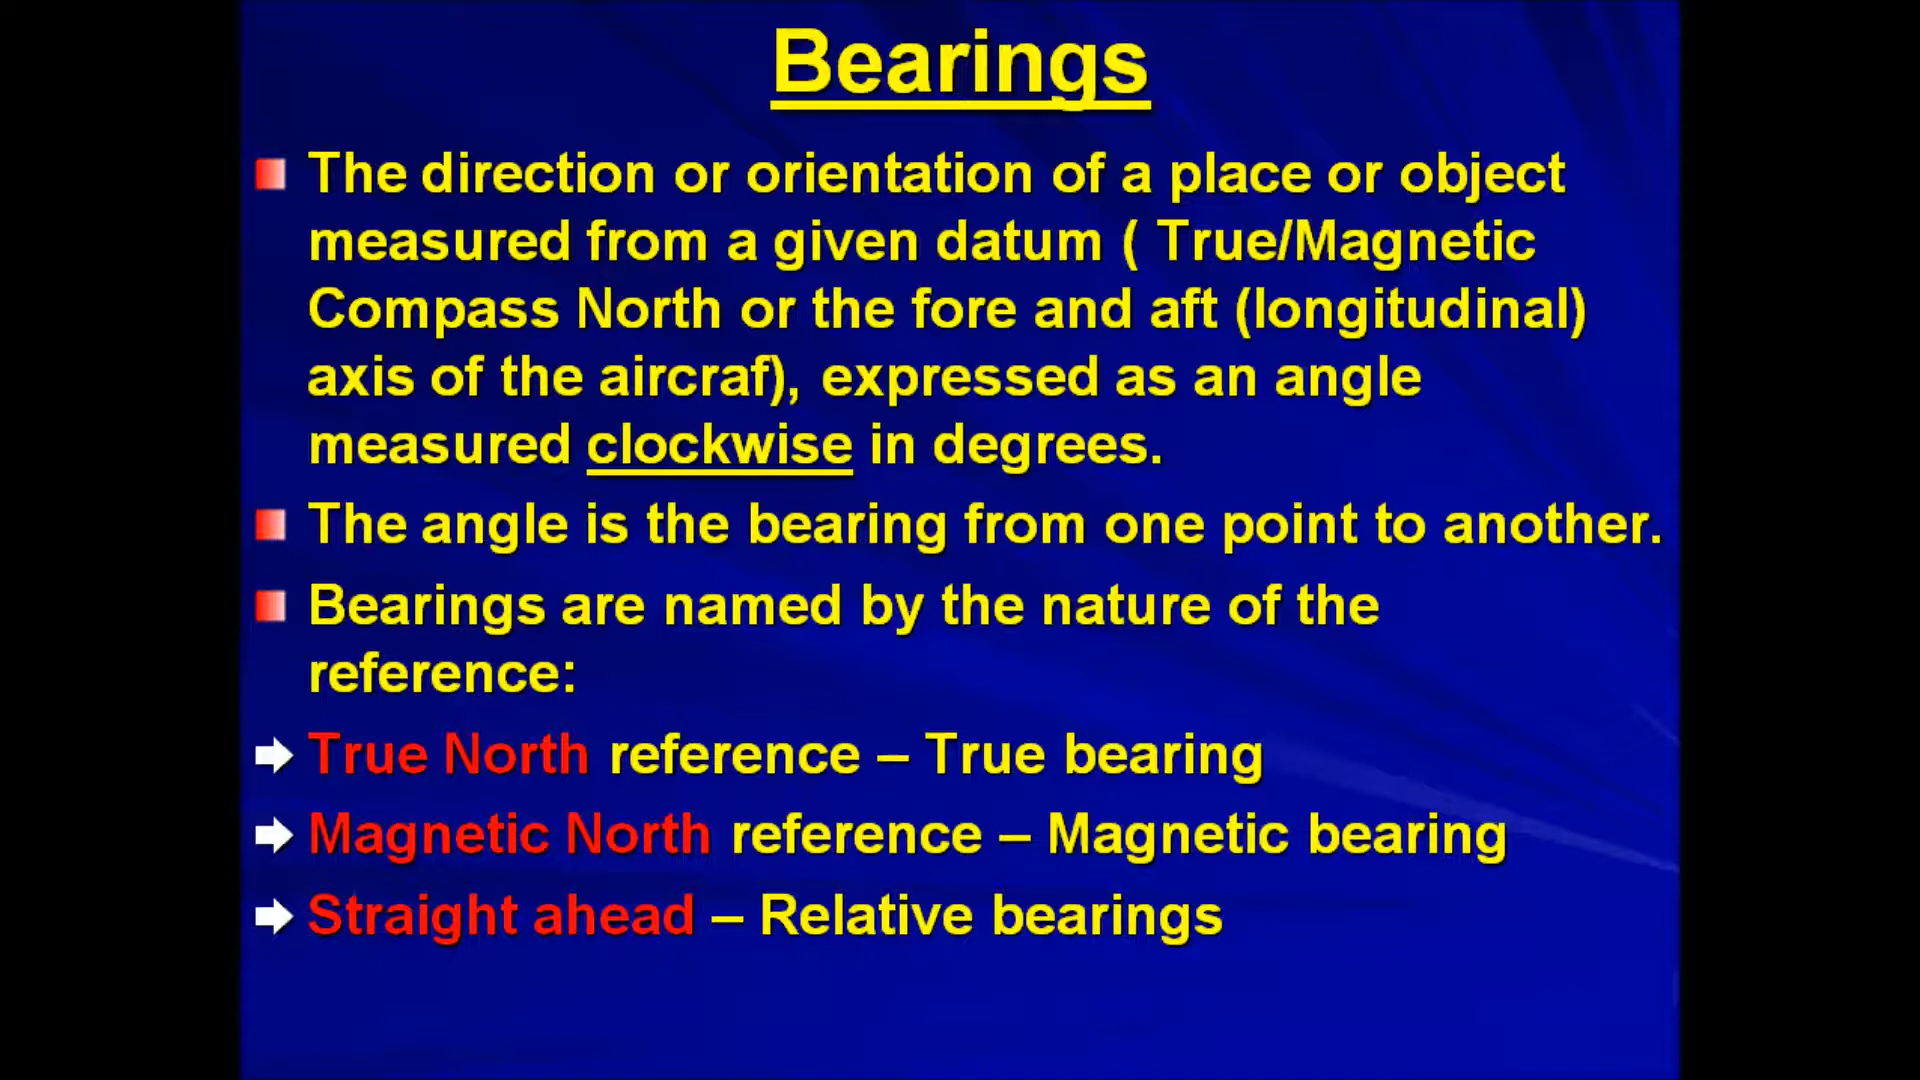 Bearings
The direction or orientation of a place or object
measured from a given datum ( True/Magnetic
Compass North or the fore and aft (longitudinal)
axis of the aircraf), expressed as an angle
measured clockwise in degrees.
The angle is the bearing from one point to another.
Bearings are named by the nature of the
reference:
True North reference – True bearing
Magnetic North reference – Magnetic bearing
Straight ahead – Relative bearings